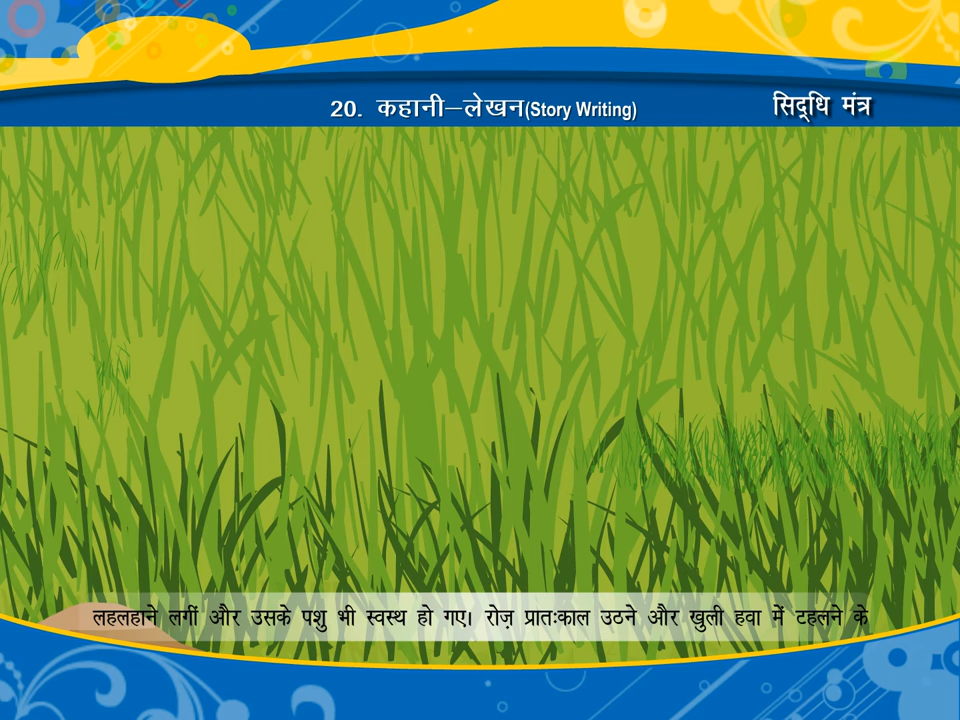 20. कहानी–लेखन(Story Writing)
सिद्‌धि मंत्र
लहलहाने लगीं और उसके पशु भी स्वस्थ हो गए। रोज़ प्रातःकाल उठने और खुली हवा में टहलने के